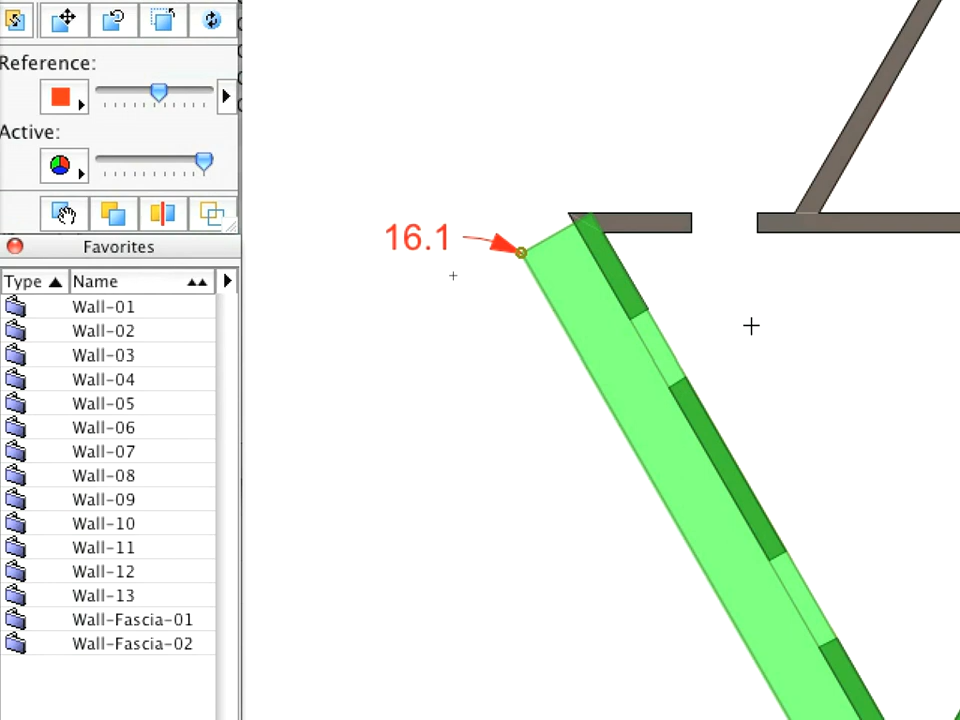 Reference:
Active:
Favorites
Type Name
Wall-01
Wall-02
Wall-03
Wall-04
Wall-05
Wall-06
Wall-07
Wall-08
Wall-09
Wall-10
Wall-11
Wall-12
Wall-13
Wall-Fascia-01
Wall-Fascia-02
16.1